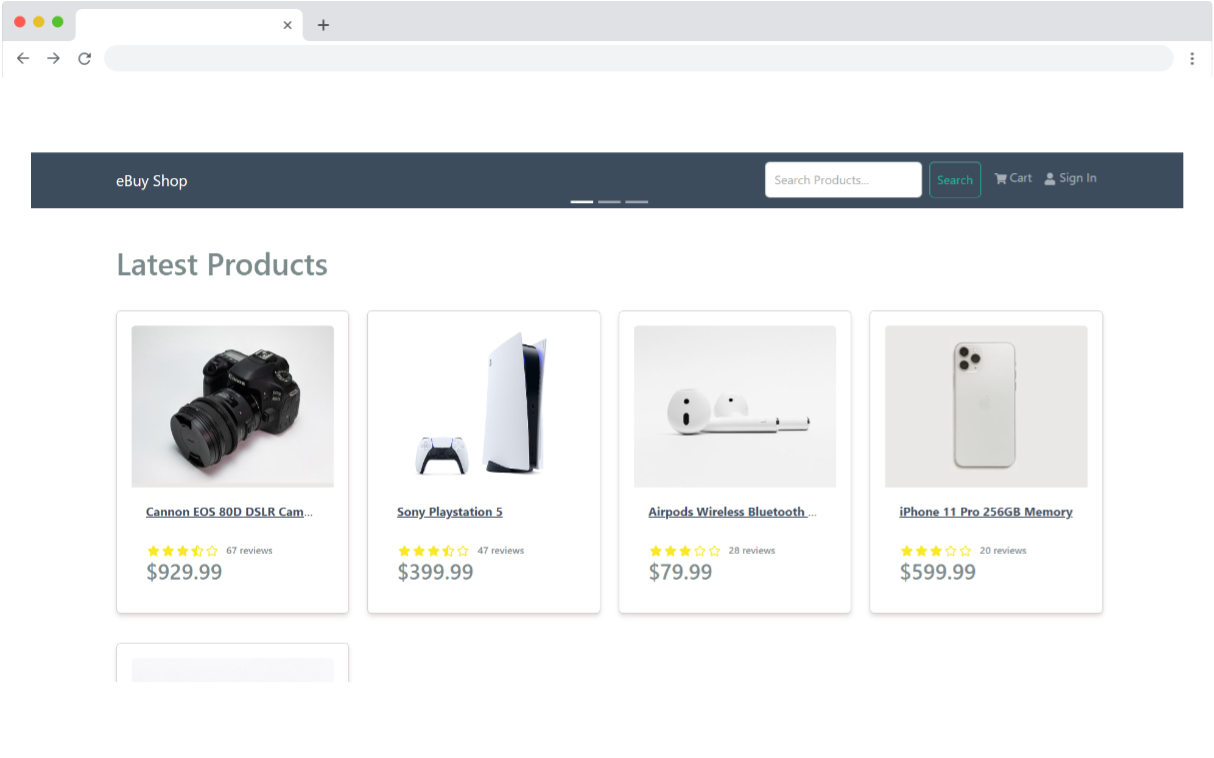 eBuy Shop
Search Products...
Search
Cart
Sign In
Latest Products
Cannon EOS 80D DSLR Cam...
67 reviews
$929.99
Sony Playstation 5
47 reviews
$399.99
Airpods Wireless Bluetooth ...
28 reviews
$79.99
iPhone 11 Pro 256GB Memory
20 reviews
$599.99